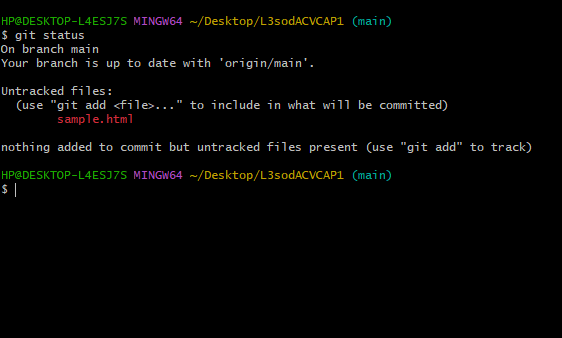 HP@DESKTOP-L4ESJ7S MINGW64 ~/Desktop/L3sodACVCAP1 (main)
$ git status
On branch main
Your branch is up to date with 'origin/main'.
Untracked files:
(use "git add <file>..." to include in what will be committed)
sample.html
nothing added to commit but untracked files present (use "git add" to track)
HP@DESKTOP-L4ESJ7S MINGW64 ~/Desktop/L3sodACVCAP1 (main)
$